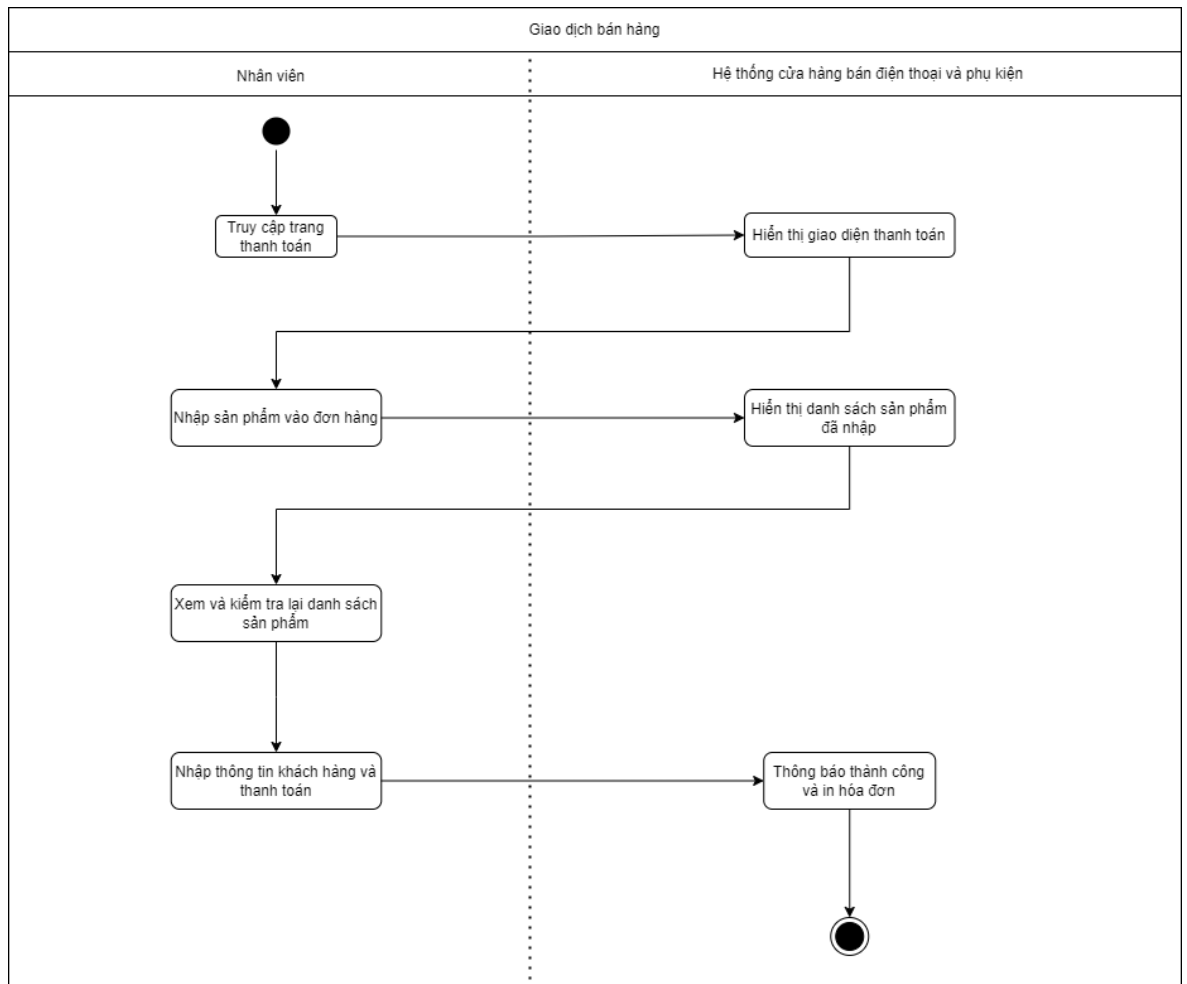 Giao dịch bán hàng
Nhân viên
Hệ thống cửa hàng bán điện thoại và phụ kiện
Truy cập trang
thanh toán
Hiển thị giao diện thanh toán
Nhập sản phẩm vào đơn hàng
Hiển thị danh sách sản phẩm
đã nhập
Xem và kiểm tra lại danh sách
sản phẩm
Nhập thông tin khách hàng và
thanh toán
Thông báo thành công
và in hóa đơn